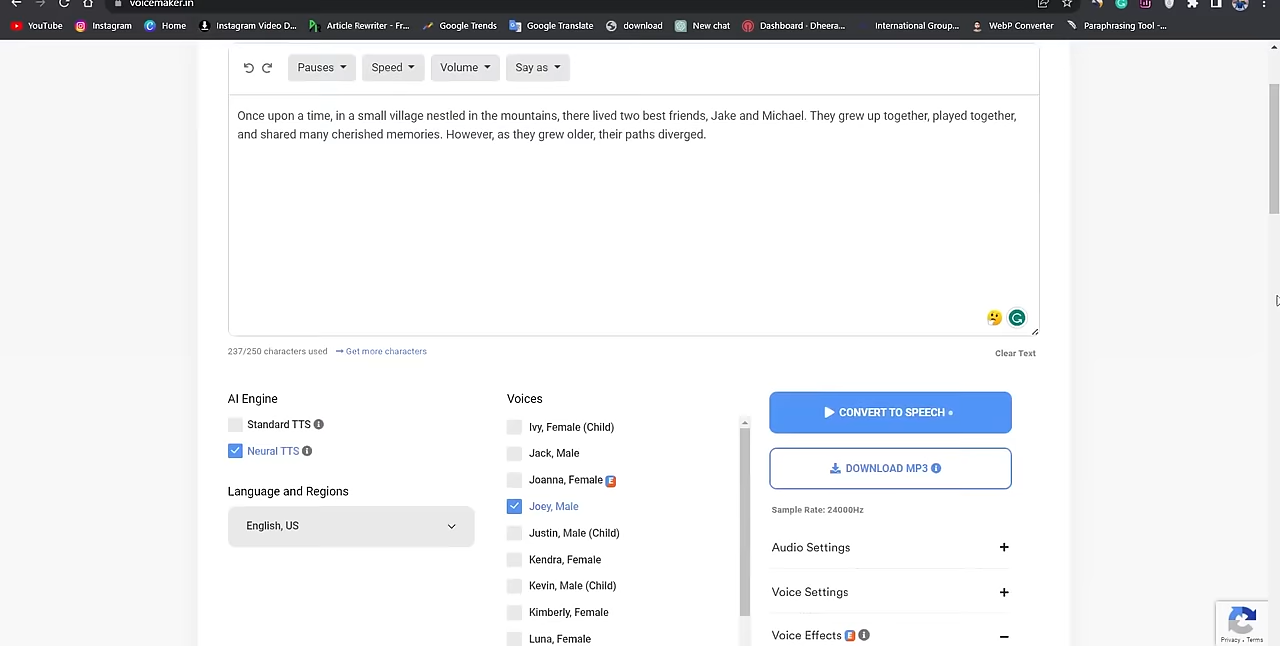 voicemaker.in
YouTube Instagram Home Instagram Video D... Article Rewriter - Fr... Google Trends Google Translate download New chat Dashboard - Dheera... International Group... WebP Converter Paraphrasing Tool -...
Pauses Speed Volume Say as
Once upon a time, in a small village nestled in the mountains, there lived two best friends, Jake and Michael. They grew up together, played together,
and shared many cherished memories. However, as they grew older, their paths diverged.
237/250 characters used → Get more characters
Clear Text
AI Engine
Standard TTS
Neural TTS
Language and Regions
English, US
Voices
Ivy, Female (Child)
Jack, Male
Joanna, Female E
Joey, Male
Justin, Male (Child)
Kendra, Female
Kevin, Male (Child)
Kimberly, Female
Luna, Female
CONVERT TO SPEECH
DOWNLOAD MP3
Sample Rate: 24000Hz
Audio Settings +
Voice Settings +
Voice Effects E −
Privacy - Terms